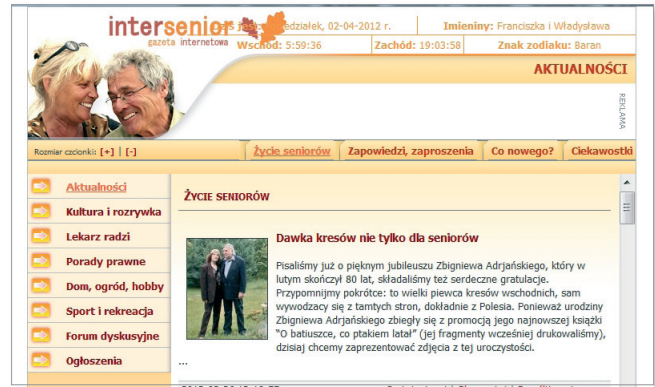 intersenior
gazeta internetowa
jest: poniedziałek, 02-04-2012 r.
Imieniny: Franciszka i Władysława
Wschód: 5:59:36
Zachód: 19:03:58
Znak zodiaku: Baran
AKTUALNOŚCI
REKLAMA
Rozmiar czcionki: [+] | [-]
Życie seniorów
Zapowiedzi, zaproszenia
Co nowego?
Ciekawostki
Aktualności
Kultura i rozrywka
Lekarz radzi
Porady prawne
Dom, ogród, hobby
Sport i rekreacja
Forum dyskusyjne
Ogłoszenia
ŻYCIE SENIORÓW
Dawka kresów nie tylko dla seniorów
Pisaliśmy już o pięknym jubileuszu Zbigniewa Adrjańskiego, który w
lutym skończył 80 lat, składaliśmy też serdeczne gratulacje.
Przypomnijmy pokrótce: to wielki piewca kresów wschodnich, sam
wywodzacy się z tamtych stron, dokładnie z Polesia. Ponieważ urodziny
Zbigniewa Adrjańskiego zbiegły się z promocją jego najnowszej książki
"O batiuszce, co ptakiem latał" (jej fragmenty wcześniej drukowaliśmy),
dzisiaj chcemy zaprezentować zdjęcia z tej uroczystości.
...